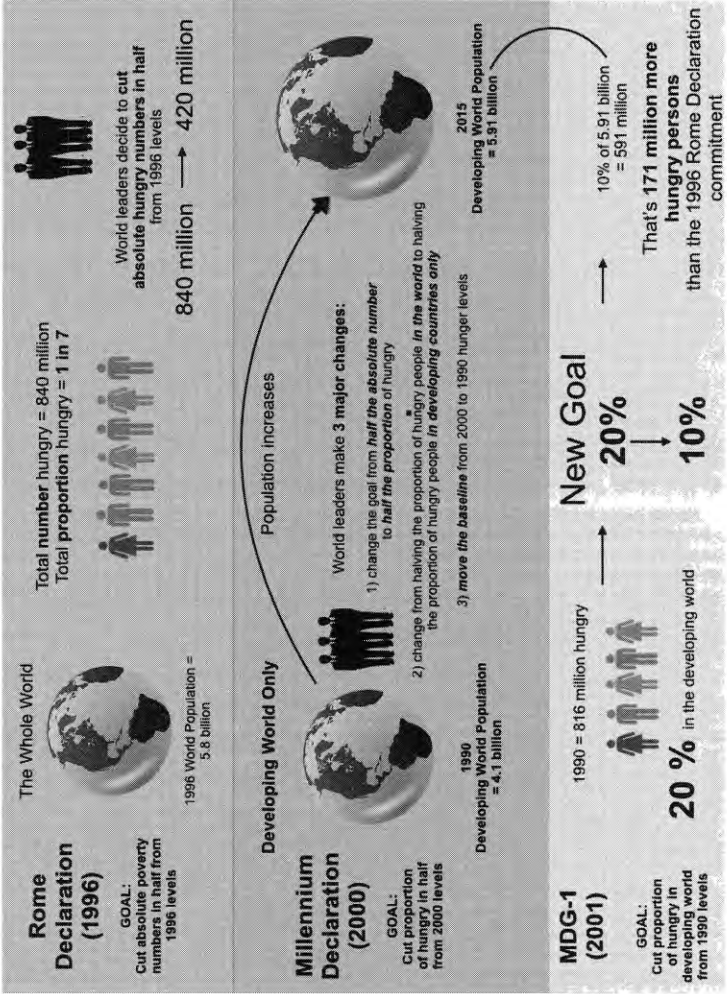 Rome
Declaration
(1996)
GOAL:
Cut absolute poverty
numbers in half from
1996 levels
The Whole World
1996 World Population =
5.8 billion
Total number hungry = 840 million
Total proportion hungry = 1 in 7
World leaders decide to cut
absolute hungry numbers in half
from 1996 levels
840 million → 420 million
Millennium
Declaration
(2000)
GOAL:
Cut proportion
of hungry in half
from 2000 levels
Developing World Only
1990
Developing World Population
= 4.1 billion
Population increases
World leaders make 3 major changes:
1) change the goal from half the absolute number
to half the proportion of hungry
2) change from halving the proportion of hungry people in the world to halving
the proportion of hungry people in developing countries only
3) move the baseline from 2000 to 1990 hunger levels
2015
Developing World Population
= 5.91 billion
MDG-1
(2001)
GOAL:
Cut proportion
of hungry in
developing world
from 1990 levels
1990 = 816 million hungry
20 % in the developing world
New Goal
20%
10%
10% of 5.91 billion
= 591 million
That's 171 million more
hungry persons
than the 1996 Rome Declaration
commitment